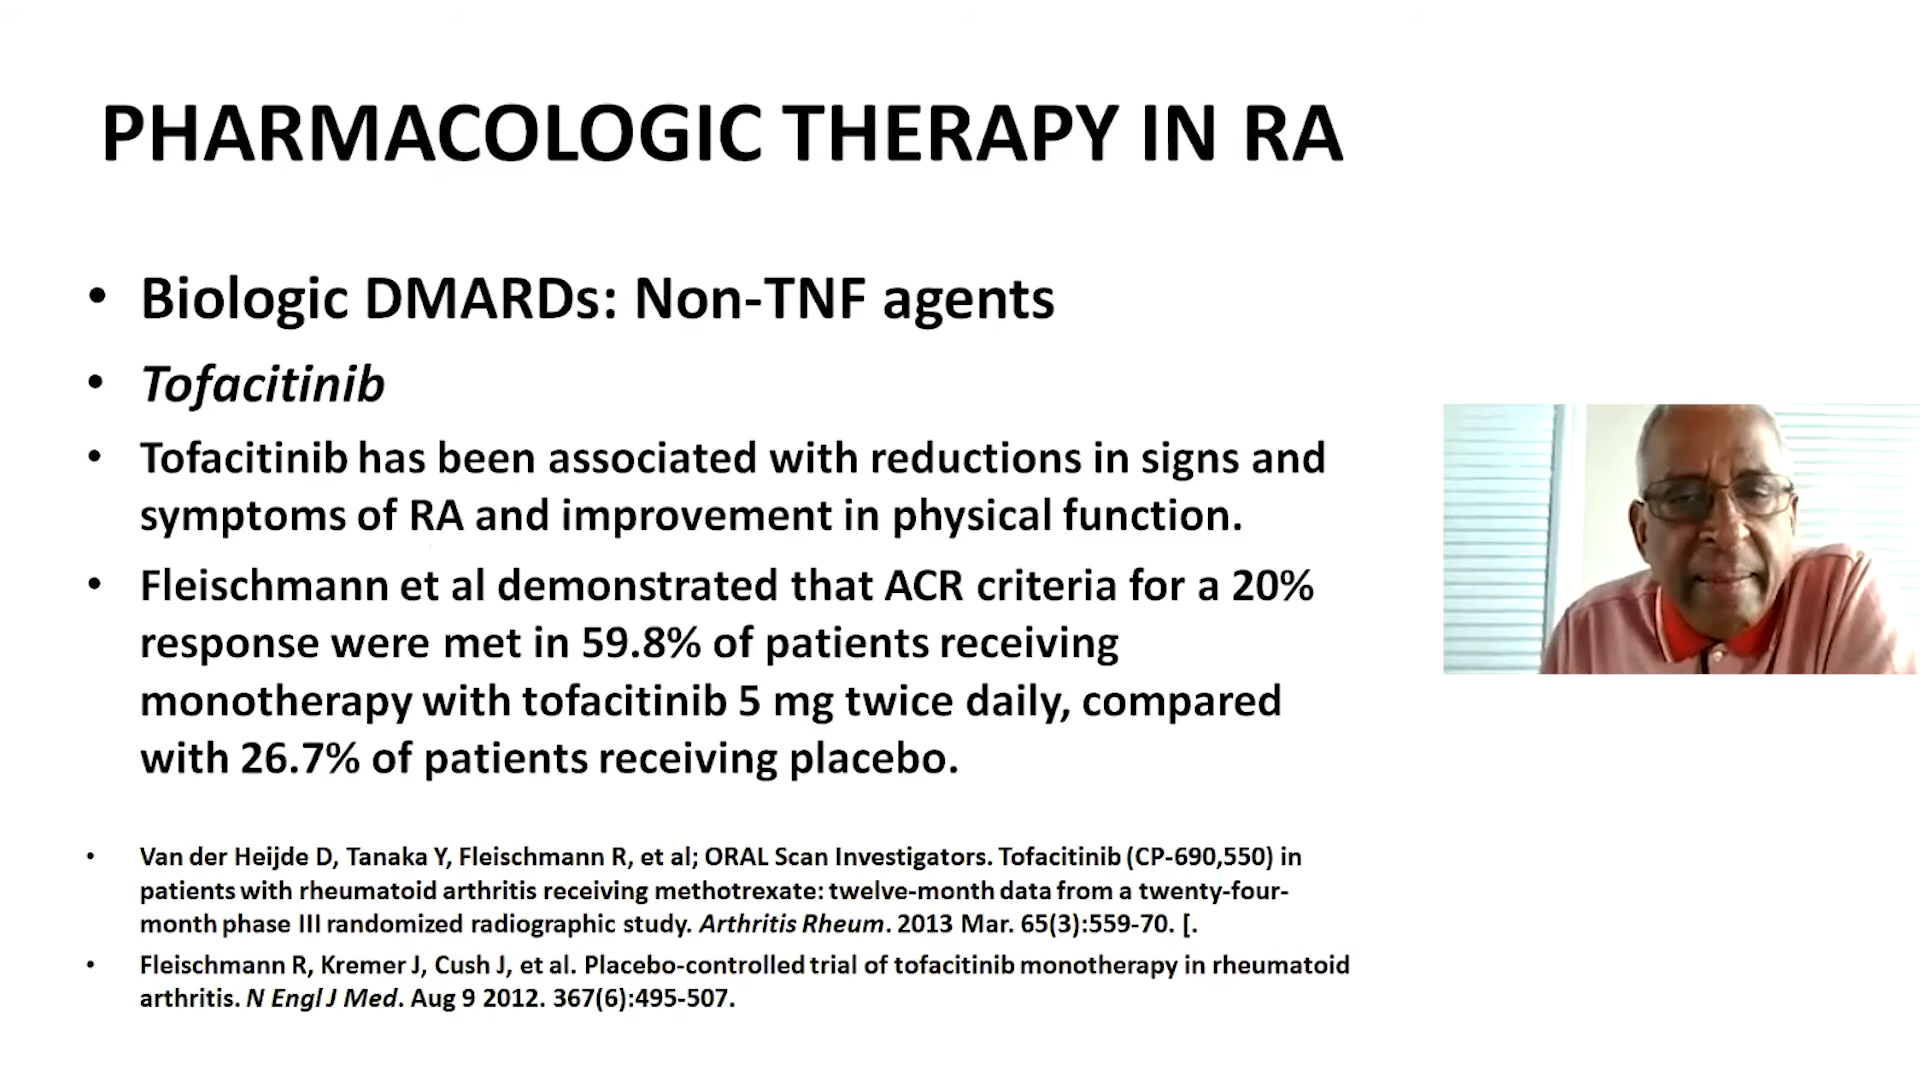 PHARMACOLOGIC THERAPY IN RA
• Biologic DMARDs: Non-TNF agents
• Tofacitinib
• Tofacitinib has been associated with reductions in signs and
symptoms of RA and improvement in physical function.
• Fleischmann et al demonstrated that ACR criteria for a 20%
response were met in 59.8% of patients receiving
monotherapy with tofacitinib 5 mg twice daily, compared
with 26.7% of patients receiving placebo.
• Van der Heijde D, Tanaka Y, Fleischmann R, et al; ORAL Scan Investigators. Tofacitinib (CP-690,550) in
patients with rheumatoid arthritis receiving methotrexate: twelve-month data from a twenty-four-
month phase III randomized radiographic study. Arthritis Rheum. 2013 Mar. 65(3):559-70. [.
• Fleischmann R, Kremer J, Cush J, et al. Placebo-controlled trial of tofacitinib monotherapy in rheumatoid
arthritis. N Engl J Med. Aug 9 2012. 367(6):495-507.